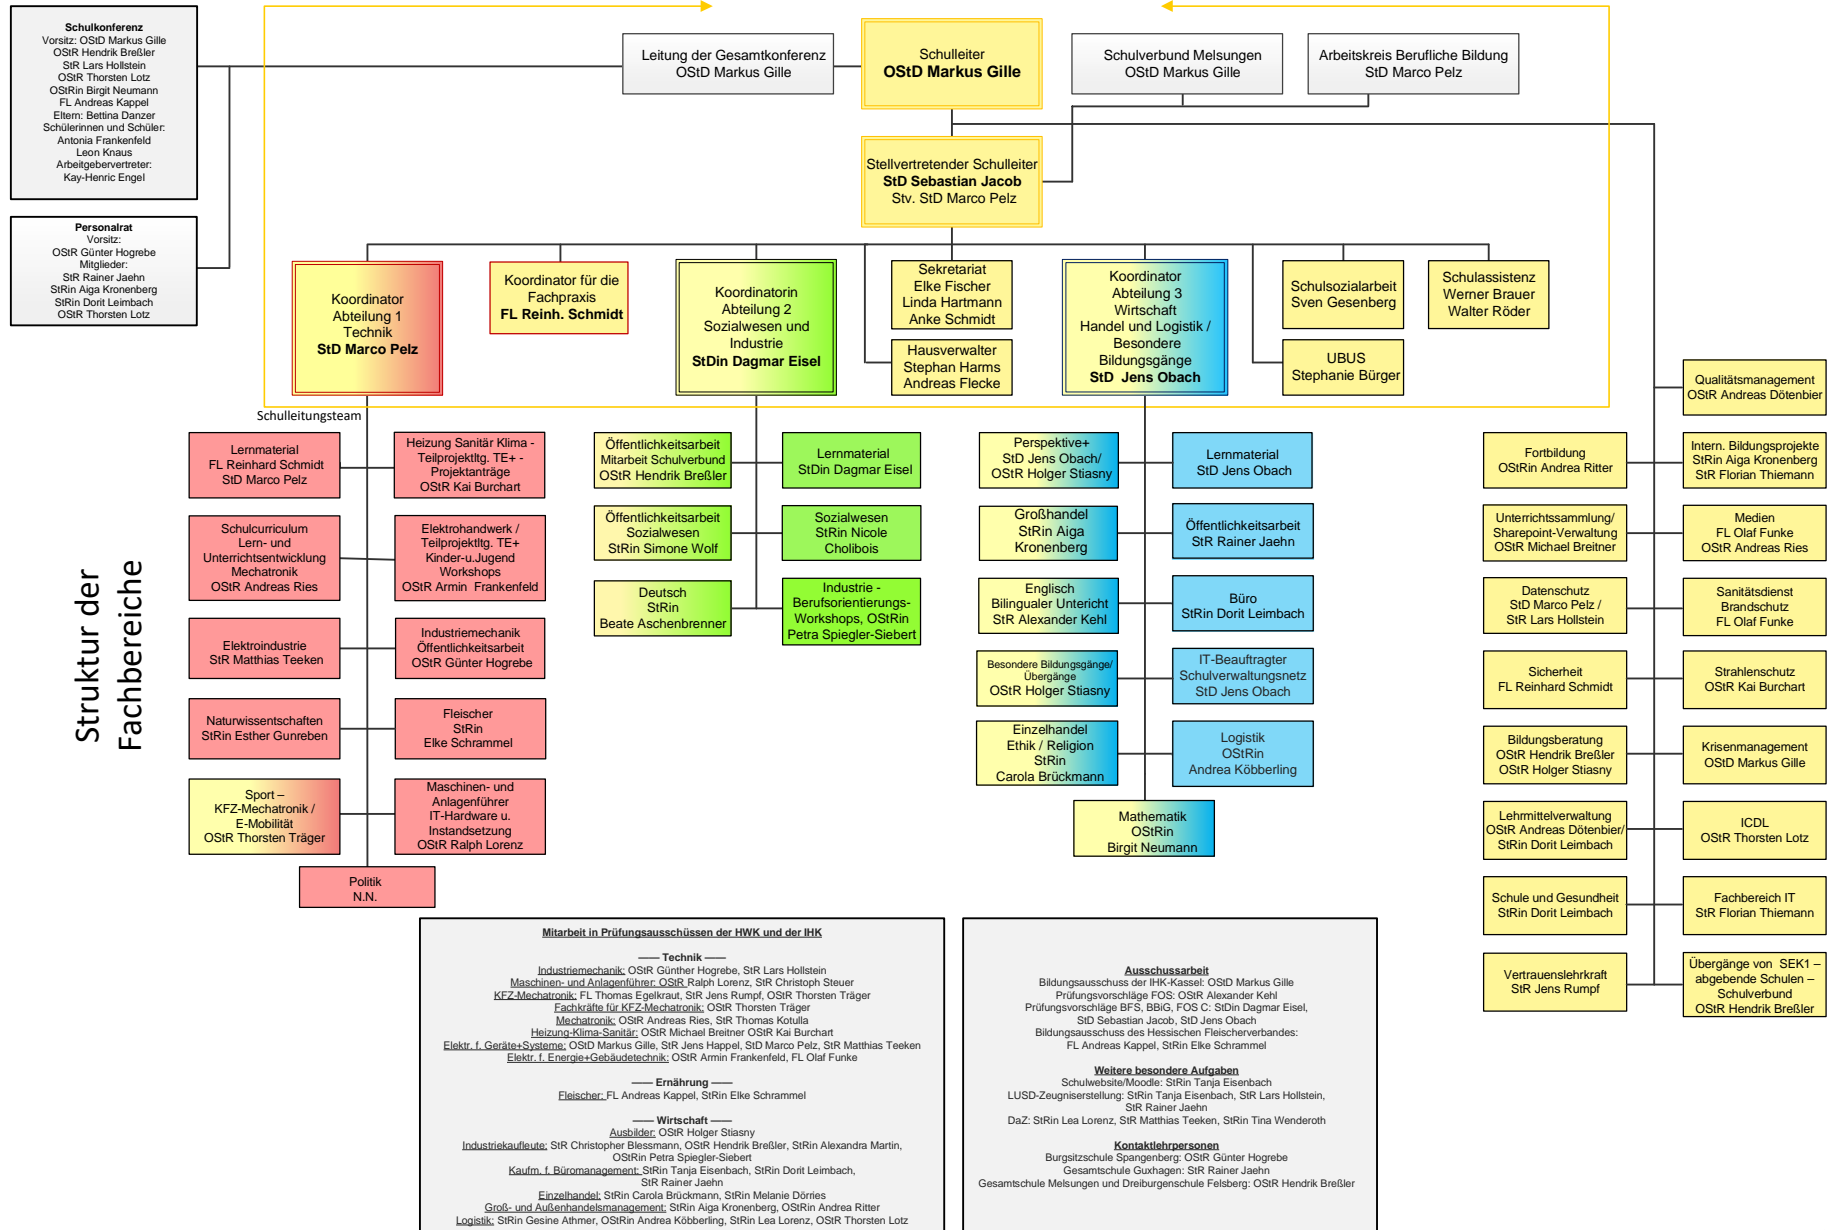 Schulkonferenz
Vorsitz: OStD Markus Gille
OStR Hendrik Breßler
StR Lars Hollstein
OStR Thorsten Lotz
OStRin Birgit Neumann
FL Andreas Kappel
Eltern: Bettina Danzer
Schülerinnen und Schüler:
Antonia Frankenfeld
Leon Knaus
Arbeitgebervertreter:
Kay-Henric Engel
Personalrat
Vorsitz:
OStR Günter Hogrebe
Mitglieder:
StR Rainer Jaehn
StRin Aiga Kronenberg
StRin Dorit Leimbach
OStR Thorsten Lotz
Leitung der Gesamtkonferenz
OStD Markus Gille
Schulleiter
OStD Markus Gille
Schulverbund Melsungen
OStD Markus Gille
Arbeitskreis Berufliche Bildung
StD Marco Pelz
Stellvertretender Schulleiter
StD Sebastian Jacob
Stv. StD Marco Pelz
Koordinator
Abteilung 1
Technik
StD Marco Pelz
Koordinator für die
Fachpraxis
FL Reinh. Schmidt
Koordinatorin
Abteilung 2
Sozialwesen und
Industrie
StDin Dagmar Eisel
Sekretariat
Elke Fischer
Linda Hartmann
Anke Schmidt
Hausverwalter
Stephan Harms
Andreas Flecke
Koordinator
Abteilung 3
Wirtschaft
Handel und Logistik /
Besondere
Bildungsgänge
StD  Jens Obach
Schulsozialarbeit
Sven Gesenberg
UBUS
Stephanie Bürger
Schulassistenz
Werner Brauer
Walter Röder
Schulleitungsteam
Struktur der
Fachbereiche
Lernmaterial
FL Reinhard Schmidt
StD Marco Pelz
Heizung Sanitär Klima -
Teilprojektltg. TE+ -
Projektanträge
OStR Kai Burchart
Schulcurriculum
Lern- und
Unterrichtsentwicklung
Mechatronik
OStR Andreas Ries
Elektrohandwerk /
Teilprojektltg. TE+
Kinder-u.Jugend
Workshops
OStR Armin  Frankenfeld
Elektroindustrie
StR Matthias Teeken
Industriemechanik
Öffentlichkeitsarbeit
OStR Günter Hogrebe
Naturwissentschaften
StRin Esther Gunreben
Fleischer
StRin
Elke Schrammel
Sport –
KFZ-Mechatronik /
E-Mobilität
OStR Thorsten Träger
Maschinen- und
Anlagenführer
IT-Hardware u.
Instandsetzung
OStR Ralph Lorenz
Politik
N.N.
Öffentlichkeitsarbeit
Mitarbeit Schulverbund
OStR Hendrik Breßler
Lernmaterial
StDin Dagmar Eisel
Öffentlichkeitsarbeit
Sozialwesen
StRin Simone Wolf
Sozialwesen
StRin Nicole
Cholibois
Deutsch
StRin
Beate Aschenbrenner
Industrie -
Berufsorientierungs-
Workshops, OStRin
Petra Spiegler-Siebert
Perspektive+
StD Jens Obach/
OStR Holger Stiasny
Lernmaterial
StD Jens Obach
Großhandel
StRin Aiga
Kronenberg
Öffentlichkeitsarbeit
StR Rainer Jaehn
Englisch
Bilingualer Untericht
StR Alexander Kehl
Büro
StRin Dorit Leimbach
Besondere Bildungsgänge/
Übergänge
OStR Holger Stiasny
IT-Beauftragter
Schulverwaltungsnetz
StD Jens Obach
Einzelhandel
Ethik / Religion
StRin
Carola Brückmann
Logistik
OStRin
Andrea Köbberling
Mathematik
OStRin
Birgit Neumann
Qualitätsmanagement
OStR Andreas Dötenbier
Fortbildung
OStRin Andrea Ritter
Intern. Bildungsprojekte
StRin Aiga Kronenberg
StR Florian Thiemann
Unterrichtssammlung/
Sharepoint-Verwaltung
OStR Michael Breitner
Medien
FL Olaf Funke
OStR Andreas Ries
Datenschutz
StD Marco Pelz /
StR Lars Hollstein
Sanitätsdienst
Brandschutz
FL Olaf Funke
Sicherheit
FL Reinhard Schmidt
Strahlenschutz
OStR Kai Burchart
Bildungsberatung
OStR Hendrik Breßler
OStR Holger Stiasny
Krisenmanagement
OStD Markus Gille
Lehrmittelverwaltung
OStR Andreas Dötenbier/
StRin Dorit Leimbach
ICDL
OStR Thorsten Lotz
Schule und Gesundheit
StRin Dorit Leimbach
Fachbereich IT
StR Florian Thiemann
Vertrauenslehrkraft
StR Jens Rumpf
Übergänge von  SEK1 –
abgebende Schulen –
Schulverbund
OStR Hendrik Breßler
Mitarbeit in Prüfungsausschüssen der HWK und der IHK
—— Technik ——
Industriemechanik: OStR Günther Hogrebe, StR Lars Hollstein
Maschinen- und Anlagenführer: OStR Ralph Lorenz, StR Christoph Steuer
KFZ-Mechatronik: FL Thomas Egelkraut, StR Jens Rumpf, OStR Thorsten Träger
Fachkräfte für KFZ-Mechatronik: OStR Thorsten Träger
Mechatronik: OStR Andreas Ries, StR Thomas Kotulla
Heizung-Klima-Sanitär: OStR Michael Breitner OStR Kai Burchart
Elektr. f. Geräte+Systeme: OStD Markus Gille, StR Jens Happel, StD Marco Pelz, StR Matthias Teeken
Elektr. f. Energie+Gebäudetechnik: OStR Armin Frankenfeld, FL Olaf Funke
—— Ernährung ——
Fleischer: FL Andreas Kappel, StRin Elke Schrammel
—— Wirtschaft ——
Ausbilder: OStR Holger Stiasny
Industriekaufleute: StR Christopher Blessmann, OStR Hendrik Breßler, StRin Alexandra Martin,
OStRin Petra Spiegler-Siebert
Kaufm. f. Büromanagement: StRin Tanja Eisenbach, StRin Dorit Leimbach,
StR Rainer Jaehn
Einzelhandel: StRin Carola Brückmann, StRin Melanie Dörries
Groß- und Außenhandelsmanagement: StRin Aiga Kronenberg, OStRin Andrea Ritter
Logistik: StRin Gesine Athmer, OStRin Andrea Köbberling, StRin Lea Lorenz, OStR Thorsten Lotz
Ausschussarbeit
Bildungsausschuss der IHK-Kassel: OStD Markus Gille
Prüfungsvorschläge FOS: OStR Alexander Kehl
Prüfungsvorschläge BFS, BBiG, FOS C: StDin Dagmar Eisel,
StD Sebastian Jacob, StD Jens Obach
Bildungsausschuss des Hessischen Fleischerverbandes:
FL Andreas Kappel, StRin Elke Schrammel
Weitere besondere Aufgaben
Schulwebsite/Moodle: StRin Tanja Eisenbach
LUSD-Zeugniserstellung: StRin Tanja Eisenbach, StR Lars Hollstein,
StR Rainer Jaehn
DaZ: StRin Lea Lorenz, StR Matthias Teeken, StRin Tina Wenderoth
Kontaktlehrpersonen
Burgsitzschule Spangenberg: OStR Günter Hogrebe
Gesamtschule Guxhagen: StR Rainer Jaehn
Gesamtschule Melsungen und Dreiburgenschule Felsberg: OStR Hendrik Breßler